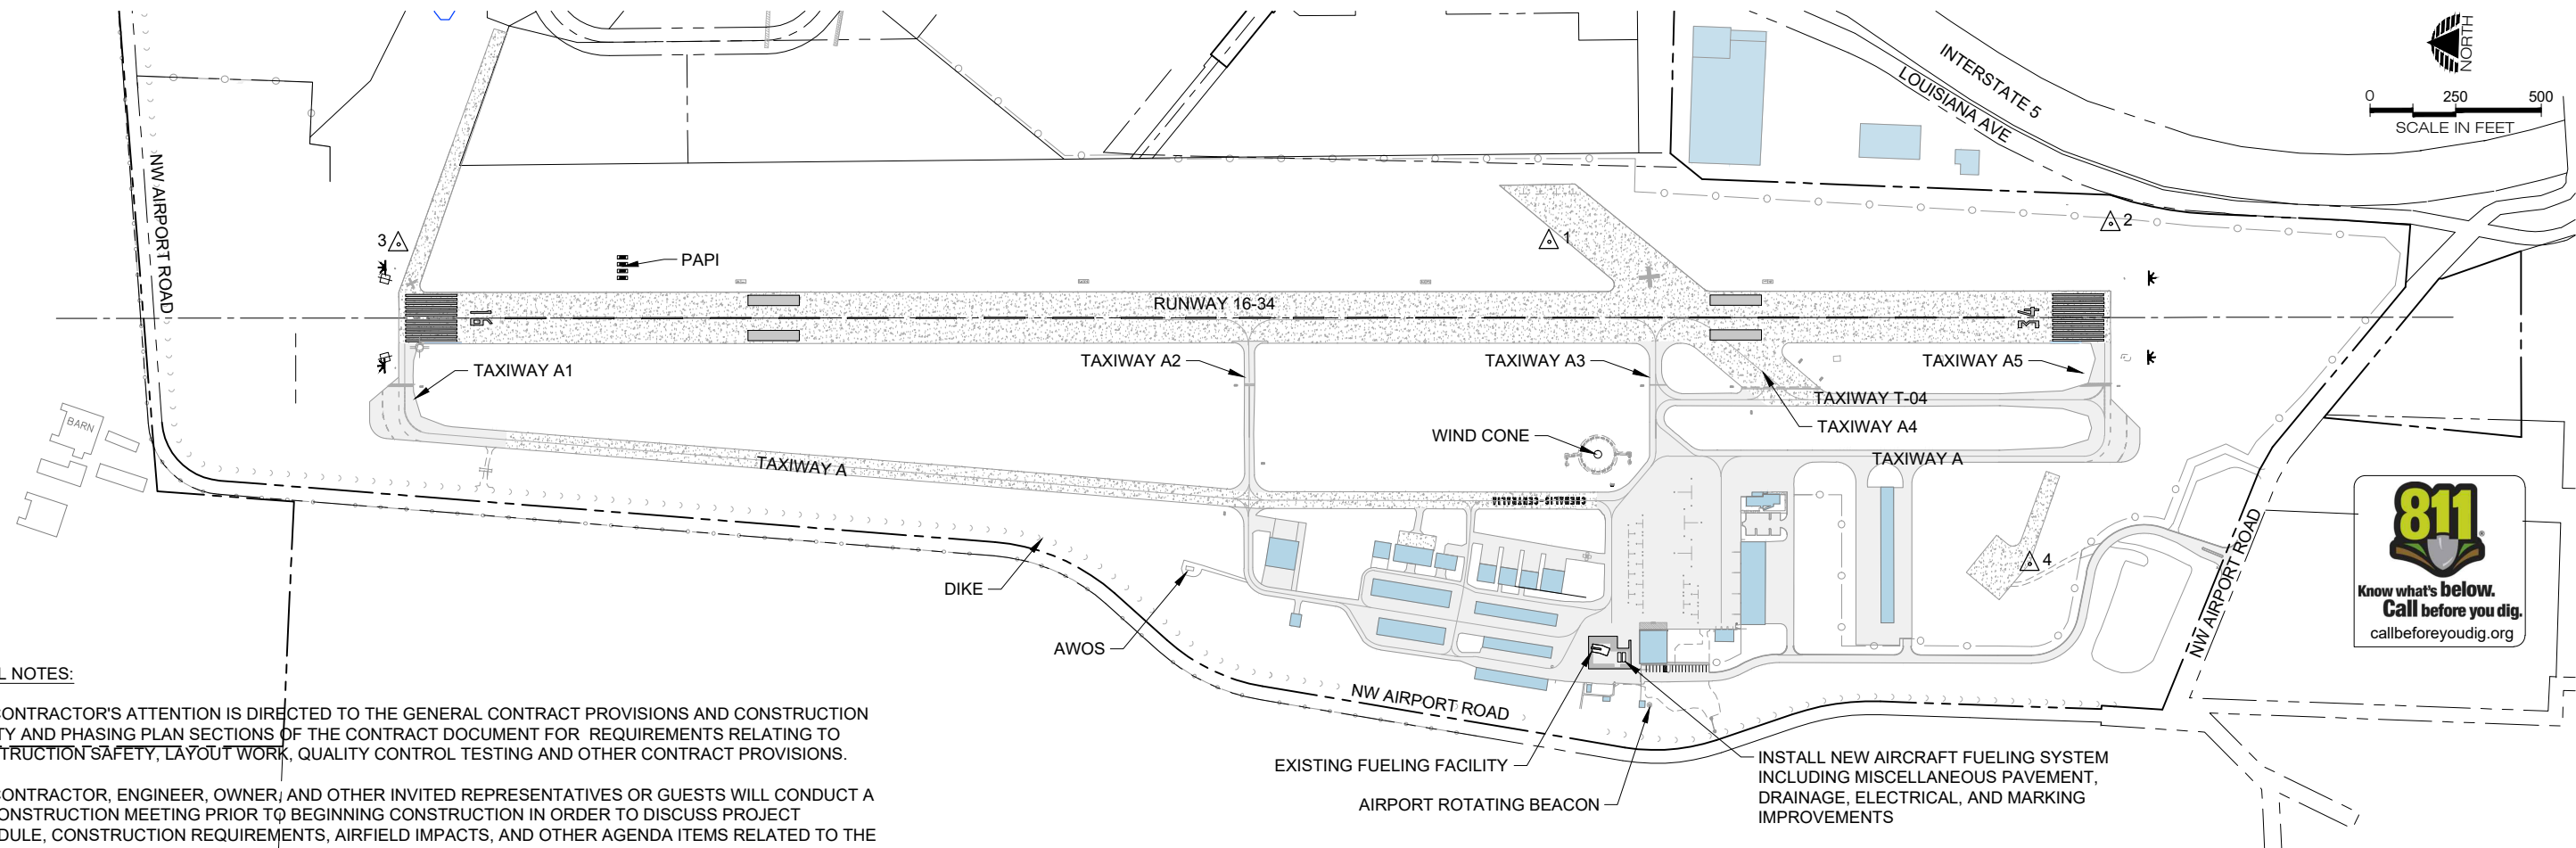 INTERSTATE 5
LOUISIANA AVE
NORTH
0 250 500
SCALE IN FEET
NW AIRPORT ROAD
3
1
2
PAPI
RUNWAY 16-34
16
34
TAXIWAY A1
TAXIWAY A2
TAXIWAY A3
TAXIWAY A5
TAXIWAY T-04
TAXIWAY A4
WIND CONE
BARN
TAXIWAY A
TAXIWAY A
CHEHALIS-CENTRALIA
4
811
®
Know what's below.
Call before you dig.
callbeforeyoudig.org
NW AIRPORT ROAD
DIKE
AWOS
NW AIRPORT ROAD
EXISTING FUELING FACILITY
AIRPORT ROTATING BEACON
INSTALL NEW AIRCRAFT FUELING SYSTEM
INCLUDING MISCELLANEOUS PAVEMENT,
DRAINAGE, ELECTRICAL, AND MARKING
IMPROVEMENTS
L NOTES:
CONTRACTOR'S ATTENTION IS DIRECTED TO THE GENERAL CONTRACT PROVISIONS AND CONSTRUCTION
TY AND PHASING PLAN SECTIONS OF THE CONTRACT DOCUMENT FOR REQUIREMENTS RELATING TO
TRUCTION SAFETY, LAYOUT WORK, QUALITY CONTROL TESTING AND OTHER CONTRACT PROVISIONS.
CONTRACTOR, ENGINEER, OWNER, AND OTHER INVITED REPRESENTATIVES OR GUESTS WILL CONDUCT A
ONSTRUCTION MEETING PRIOR TO BEGINNING CONSTRUCTION IN ORDER TO DISCUSS PROJECT
DULE, CONSTRUCTION REQUIREMENTS, AIRFIELD IMPACTS, AND OTHER AGENDA ITEMS RELATED TO THE